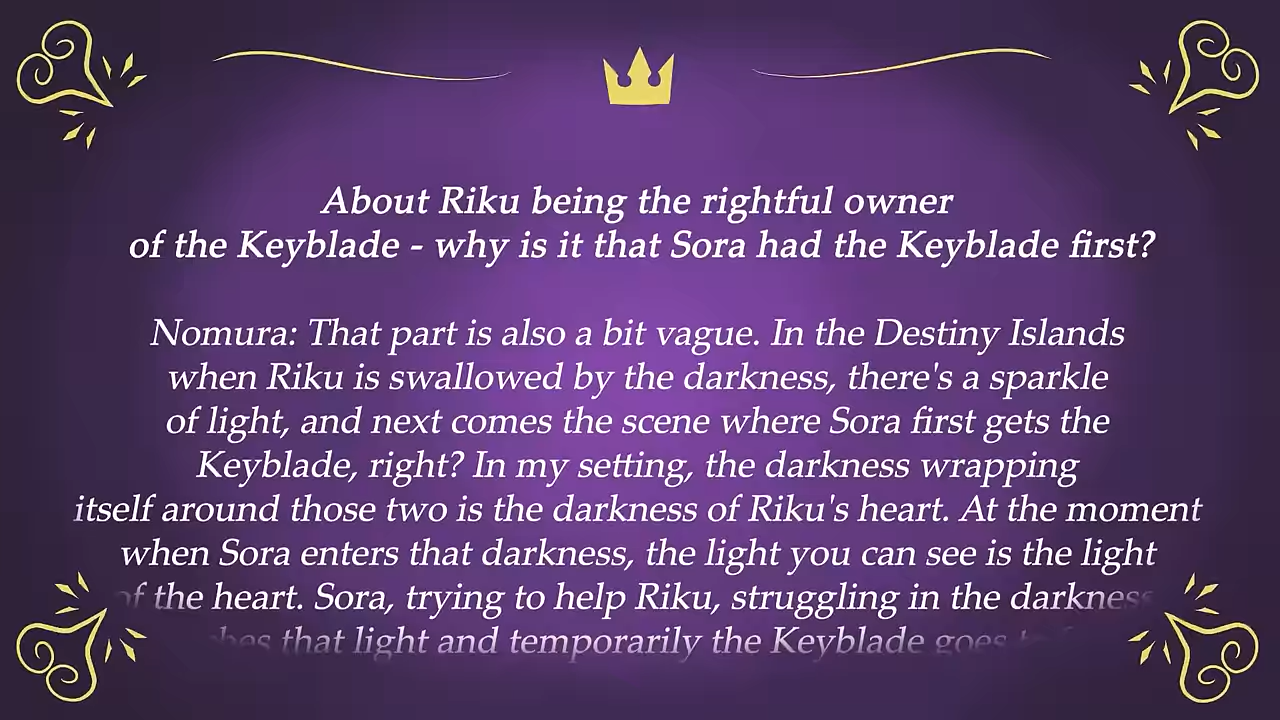 About Riku being the rightful owner
of the Keyblade - why is it that Sora had the Keyblade first?
Nomura: That part is also a bit vague. In the Destiny Islands
when Riku is swallowed by the darkness, there's a sparkle
of light, and next comes the scene where Sora first gets the
Keyblade, right? In my setting, the darkness wrapping
itself around those two is the darkness of Riku's heart. At the moment
when Sora enters that darkness, the light you can see is the light
of the heart. Sora, trying to help Riku, struggling in the darkness
that light and temporarily the Keyblade goes